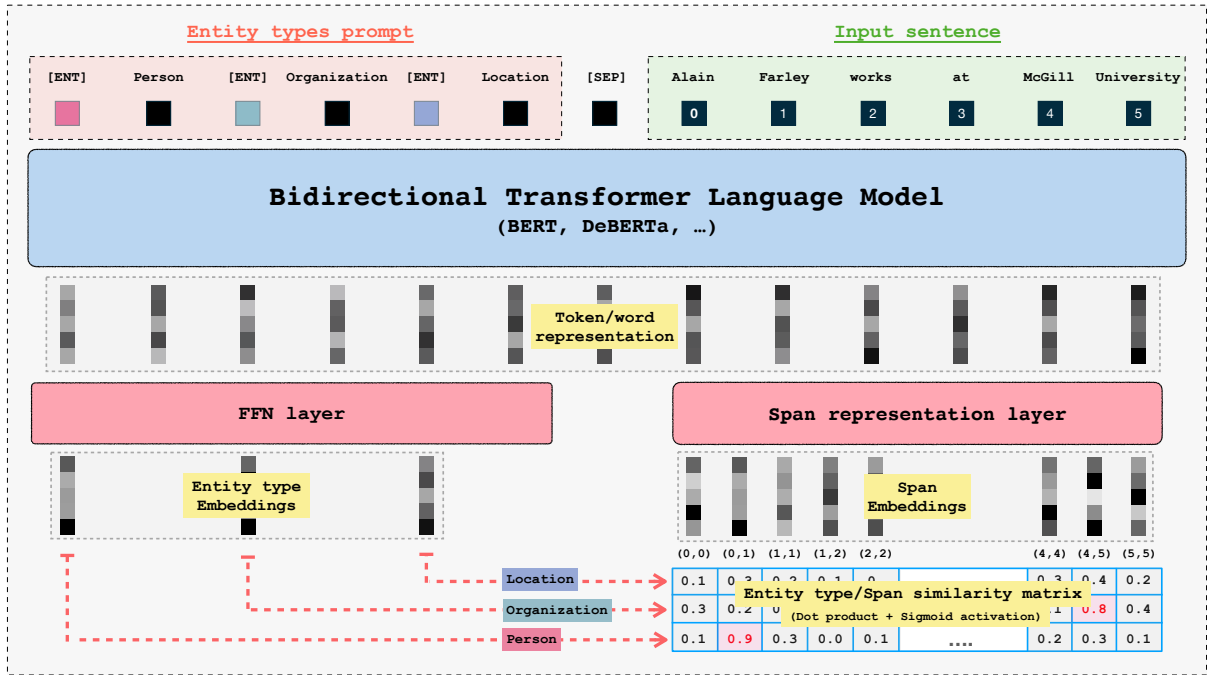 Entity types prompt
Input sentence
[ENT] Person [ENT] Organization [ENT] Location [SEP] Alain Farley works at McGill University
0 1 2 3 4 5
Bidirectional Transformer Language Model
(BERT, DeBERTa, …)
Token/word
representation
FFN layer
Span representation layer
Entity type
Embeddings
Span
Embeddings
(0,0) (0,1) (1,1) (1,2) (2,2) (4,4) (4,5) (5,5)
Location 0.1 0.4 0.2
Entity type/Span similarity matrix
Organization 0.3 0.2 0.8 0.4
(Dot product + Sigmoid activation)
Person 0.1 0.9 0.3 0.0 0.1 .... 0.2 0.3 0.1